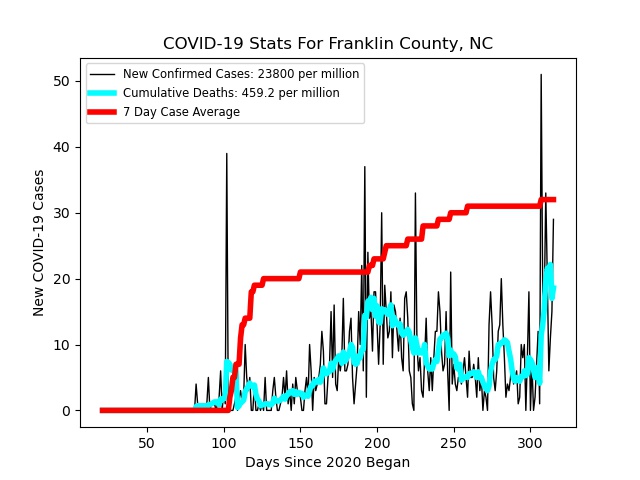 COVID-19 Stats For Franklin County, NC
New Confirmed Cases: 23800 per million
Cumulative Deaths: 459.2 per million
7 Day Case Average
New COVID-19 Cases
50
40
30
20
10
0
50 100 150 200 250 300
Days Since 2020 Began